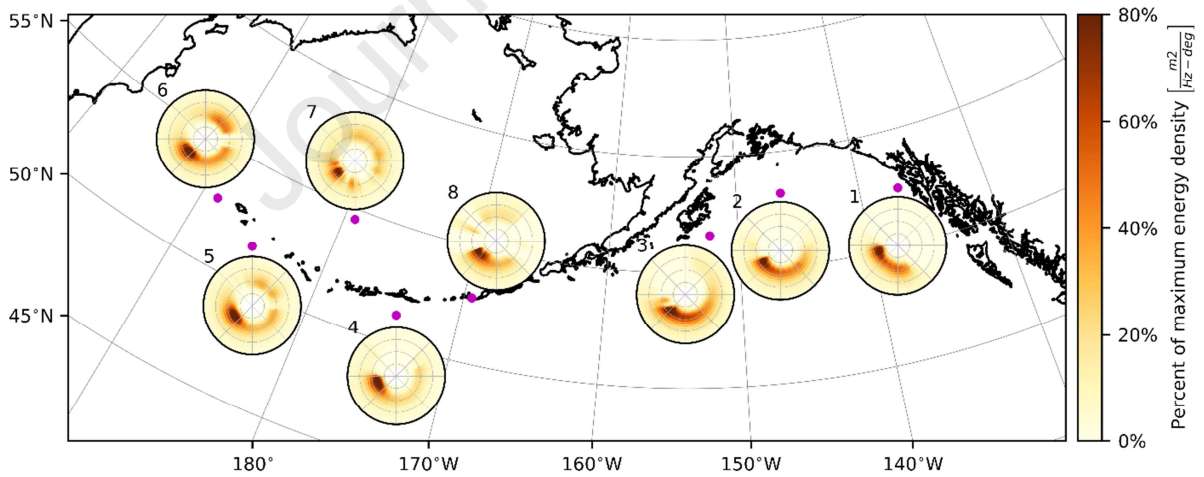 55°N
50°N
45°N
6
7
8
5
4
3
2
1
180°
170°W
160°W
150°W
140°W
80%
60%
40%
20%
0%
Percent of maximum energy density [m2 / Hz − deg]
Journ